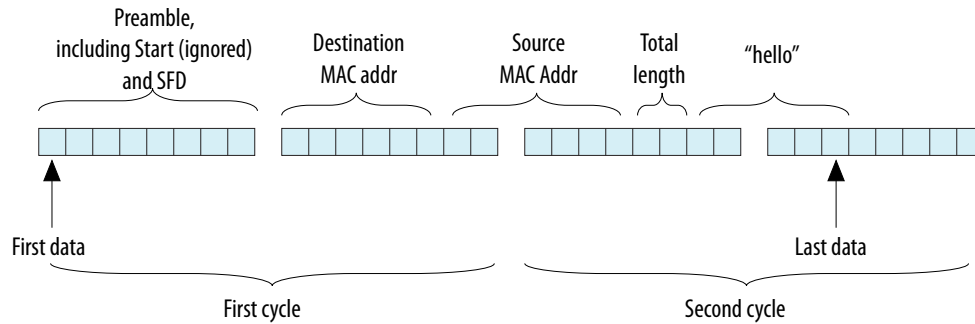 Preamble,
including Start (ignored)
and SFD
Destination
MAC addr
Source
MAC Addr
Total
length
“hello”
First data
Last data
First cycle
Second cycle